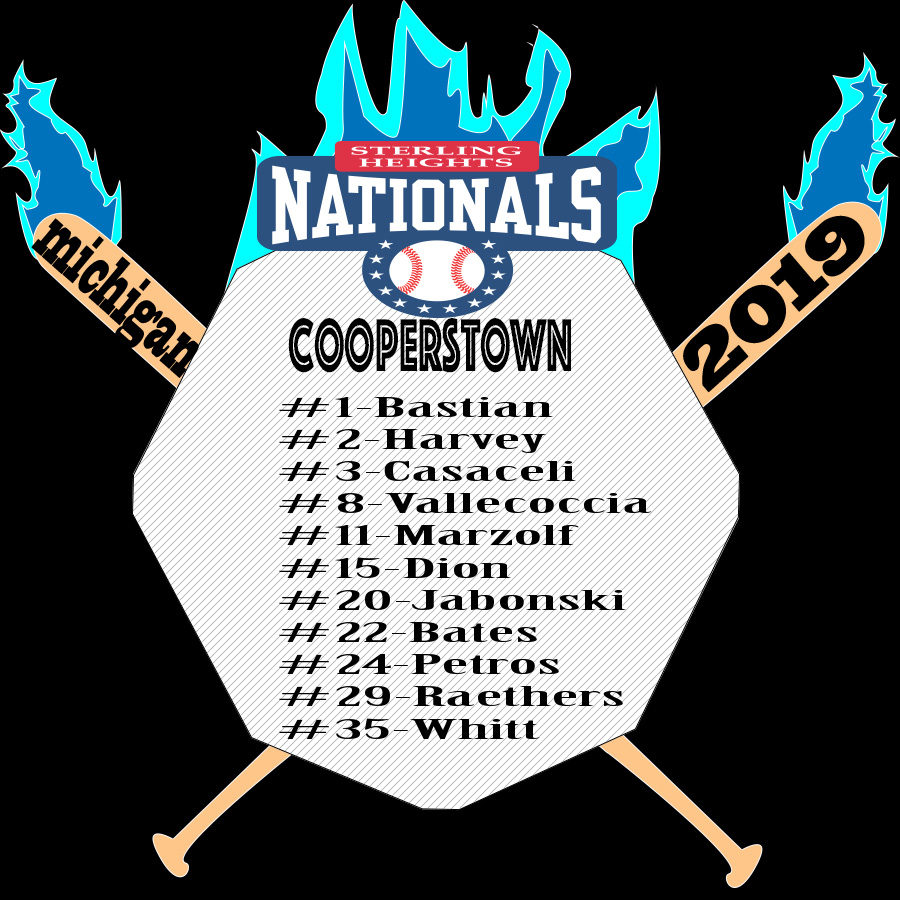 STERLING
HEIGHTS
NATIONALS
michigan
2019
COOPERSTOWN
#1-Bastian
#2-Harvey
#3-Casaceli
#8-Vallecoccia
#11-Marzolf
#15-Dion
#20-Jabonski
#22-Bates
#24-Petros
#29-Raethers
#35-Whitt